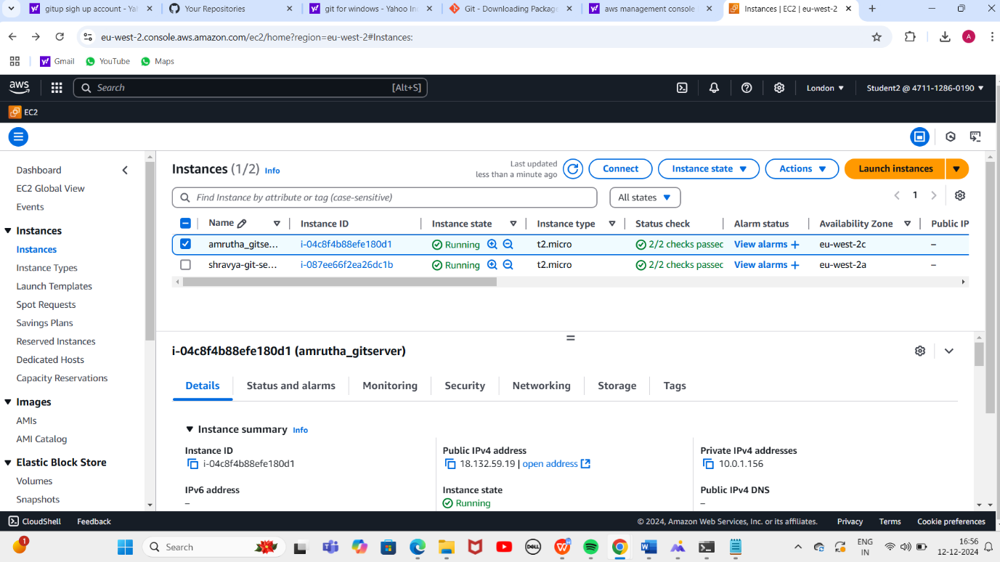 gitup sigh up account - Yah
Your Repositories
git for windows - Yahoo Ind
Git - Downloading Package
aws management console
Instances | EC2 | eu-west-2
eu-west-2.console.aws.amazon.com/ec2/home?region=eu-west-2#Instances:
A
Gmail
YouTube
Maps
aws
Search
[Alt+S]
London
Student2 @ 4711-1286-0190
EC2
Dashboard
EC2 Global View
Events
Instances
Instances
Instance Types
Launch Templates
Spot Requests
Savings Plans
Reserved Instances
Dedicated Hosts
Capacity Reservations
Images
AMIs
AMI Catalog
Elastic Block Store
Volumes
Snapshots
Instances (1/2) Info
Last updated
less than a minute ago
Connect
Instance state
Actions
Launch instances
Find Instance by attribute or tag (case-sensitive)
All states
1
Name Instance ID Instance state Instance type Status check Alarm status Availability Zone Public IP
amrutha_gitse... i-04c8f4b88efe180d1 Running t2.micro 2/2 checks passec View alarms + eu-west-2c –
shravya-git-se... i-087ee66f2ea26dc1b Running t2.micro 2/2 checks passec View alarms + eu-west-2a –
i-04c8f4b88efe180d1 (amrutha_gitserver)
Details Status and alarms Monitoring Security Networking Storage Tags
Instance summary Info
Instance ID
i-04c8f4b88efe180d1
Public IPv4 address
18.132.59.19 | open address
Private IPv4 addresses
10.0.1.156
IPv6 address
–
Instance state
Running
Public IPv4 DNS
–
CloudShell Feedback
© 2024, Amazon Web Services, Inc. or its affiliates.
Privacy Terms Cookie preferences
1
Search
DELL
ENG
IN
16:56
12-12-2024